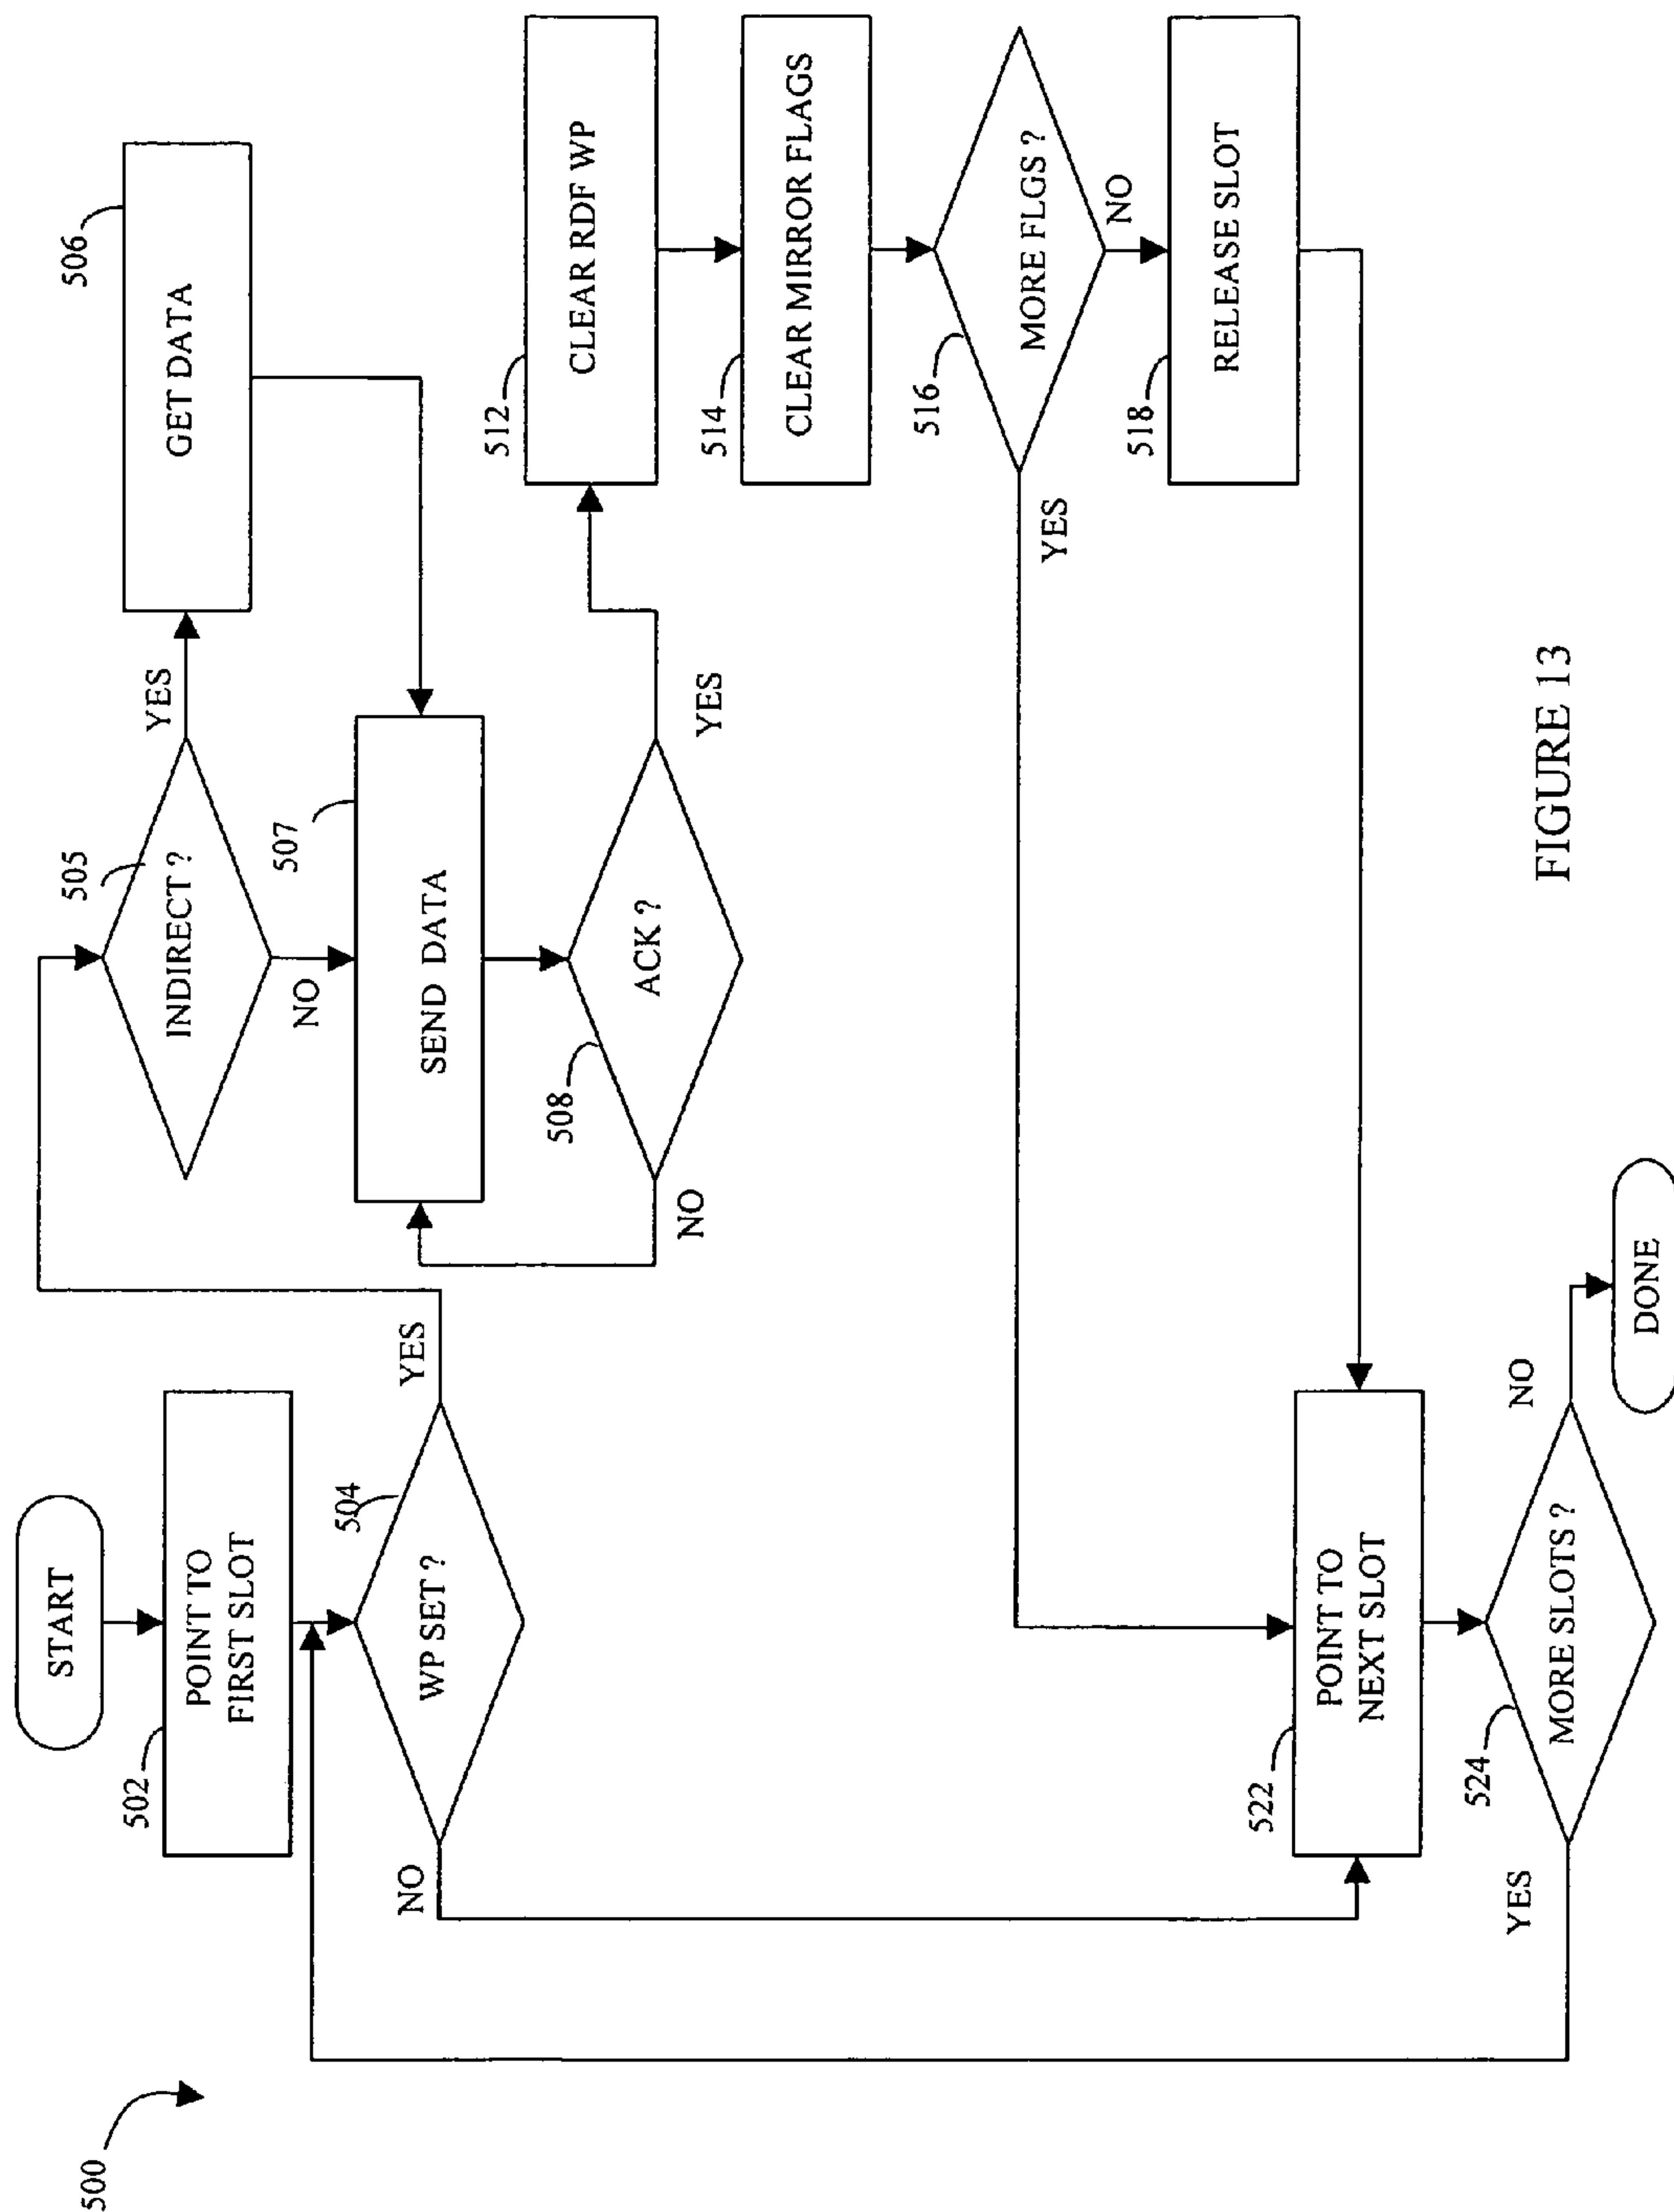 500
START
502
POINT TO
FIRST SLOT
504
WP SET ?
YES
NO
505
INDIRECT ?
YES
NO
506
GET DATA
507
SEND DATA
508
ACK ?
YES
NO
512
CLEAR RDF WP
514
CLEAR MIRROR FLAGS
516
MORE FLGS ?
YES
NO
518
RELEASE SLOT
522
POINT TO
NEXT SLOT
524
MORE SLOTS ?
YES
NO
DONE
FIGURE 13